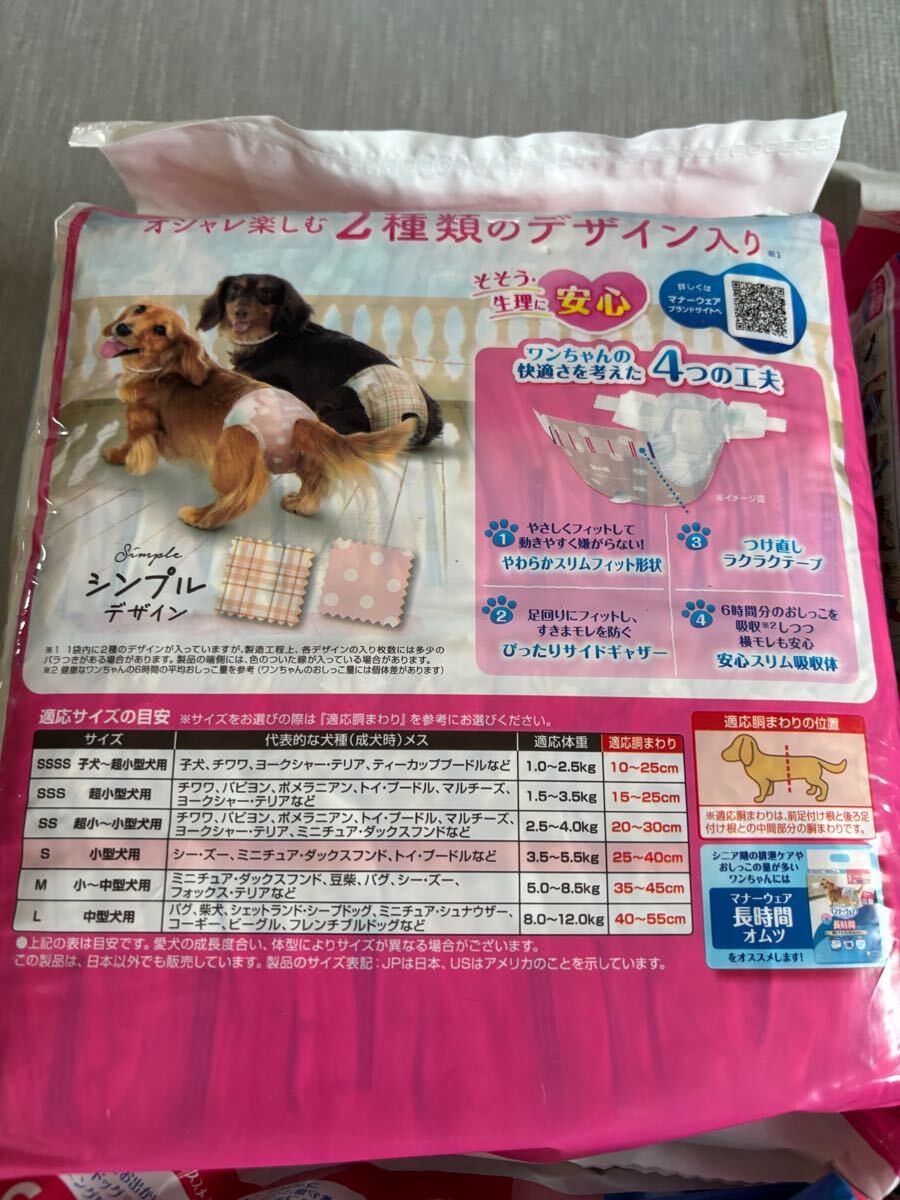 オシャレ楽しむ2種類のデザイン入り※1
そそう・
生理に
安心
詳しくは
マナーウェア
ブランドサイトへ
ワンちゃんの
快適さを考えた
4つの工夫
※イメージ図
1 やさしくフィットして
動きやすく嫌がらない!
やわらかスリムフィット形状
2 足回りにフィットし、
すきまモレを防ぐ
ぴったりサイドギャザー
3 つけ直し
ラクラクテープ
4 6時間分のおしっこを
吸収※2しつつ
横モレも安心
安心スリム吸収体
Simple
シンプル
デザイン
※1 1袋内に2種のデザインが入っていますが、製造工程上、各デザインの入り枚数には多少の
バラつきがある場合があります。製品の端側には、色のついた線が入っている場合があります。
※2 健康なワンちゃんの6時間の平均おしっこ量を参考(ワンちゃんのおしっこ量には個体差があります)
適応サイズの目安 ※サイズをお選びの際は『適応胴まわり』を参考にお選びください。
サイズ 代表的な犬種(成犬時)メス 適応体重 適応胴まわり
SSSS 子犬～超小型犬用 子犬、チワワ、ヨークシャー・テリア、ティーカッププードルなど 1.0~2.5kg 10~25cm
SSS 超小型犬用 チワワ、パピヨン、ポメラニアン、トイ・プードル、マルチーズ、
ヨークシャー・テリアなど 1.5~3.5kg 15~25cm
SS 超小～小型犬用 チワワ、パピヨン、ポメラニアン、トイ・プードル、マルチーズ、
ヨークシャー・テリア、ミニチュア・ダックスフンドなど 2.5~4.0kg 20~30cm
S 小型犬用 シー・ズー、ミニチュア・ダックスフンド、トイ・プードルなど 3.5~5.5kg 25~40cm
M 小～中型犬用 ミニチュア・ダックスフンド、豆柴、パグ、シー・ズー、
フォックス・テリアなど 5.0~8.5kg 35~45cm
L 中型犬用 パグ、柴犬、シェットランド・シープドッグ、ミニチュア・シュナウザー、
コーギー、ビーグル、フレンチブルドッグなど 8.0~12.0kg 40~55cm
●上記の表は目安です。愛犬の成長度合い、体型によりサイズが異なる場合がございます。
この製品は、日本以外でも販売しています。製品のサイズ表記:JPは日本、USはアメリカのことを示しています。
適応胴まわりの位置
※適応胴まわりは、前足付け根と後ろ足
付け根との中間部分の胴まわりです。
シニア期の排泄ケアや
おしっこの量が多い
ワンちゃんには
マナーウェア
長時間
オムツ
をオススメします!
マナーウェア
長時間